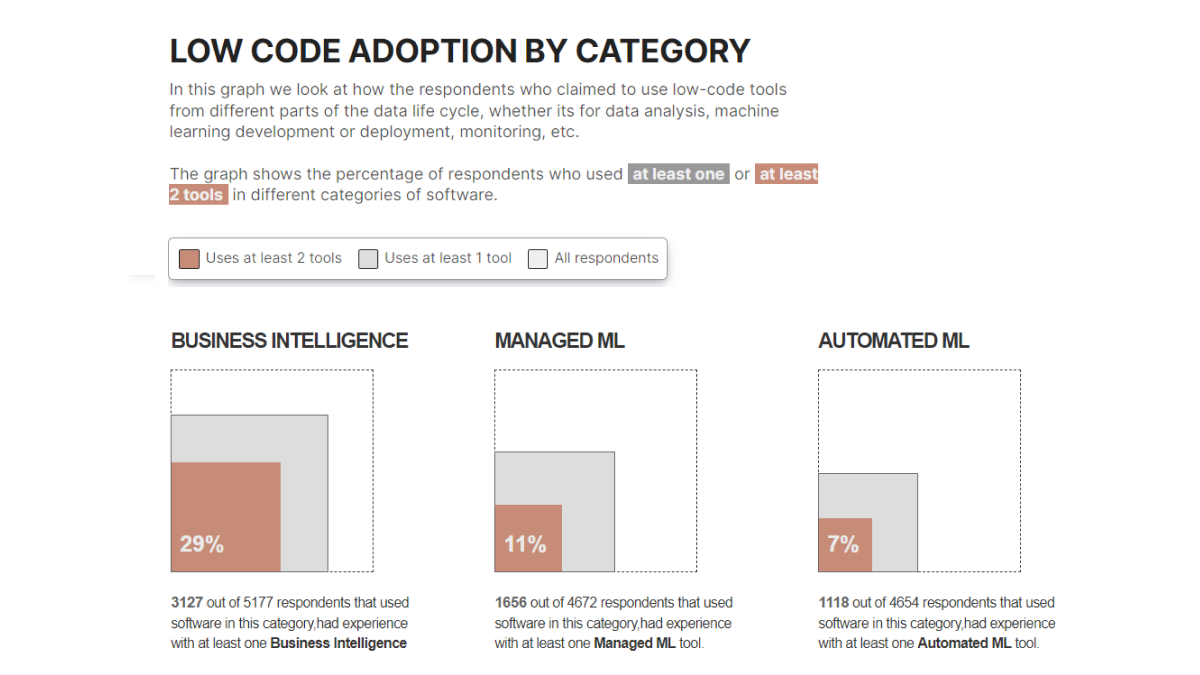 LOW CODE ADOPTION BY CATEGORY
In this graph we look at how the respondents who claimed to use low-code tools
from different parts of the data life cycle, whether its for data analysis, machine
learning development or deployment, monitoring, etc.
The graph shows the percentage of respondents who used at least one or at least
2 tools in different categories of software.
Uses at least 2 tools Uses at least 1 tool All respondents
BUSINESS INTELLIGENCE
29%
3127 out of 5177 respondents that used
software in this category,had experience
with at least one Business Intelligence
MANAGED ML
11%
1656 out of 4672 respondents that used
software in this category,had experience
with at least one Managed ML tool.
AUTOMATED ML
7%
1118 out of 4654 respondents that used
software in this category,had experience
with at least one Automated ML tool.